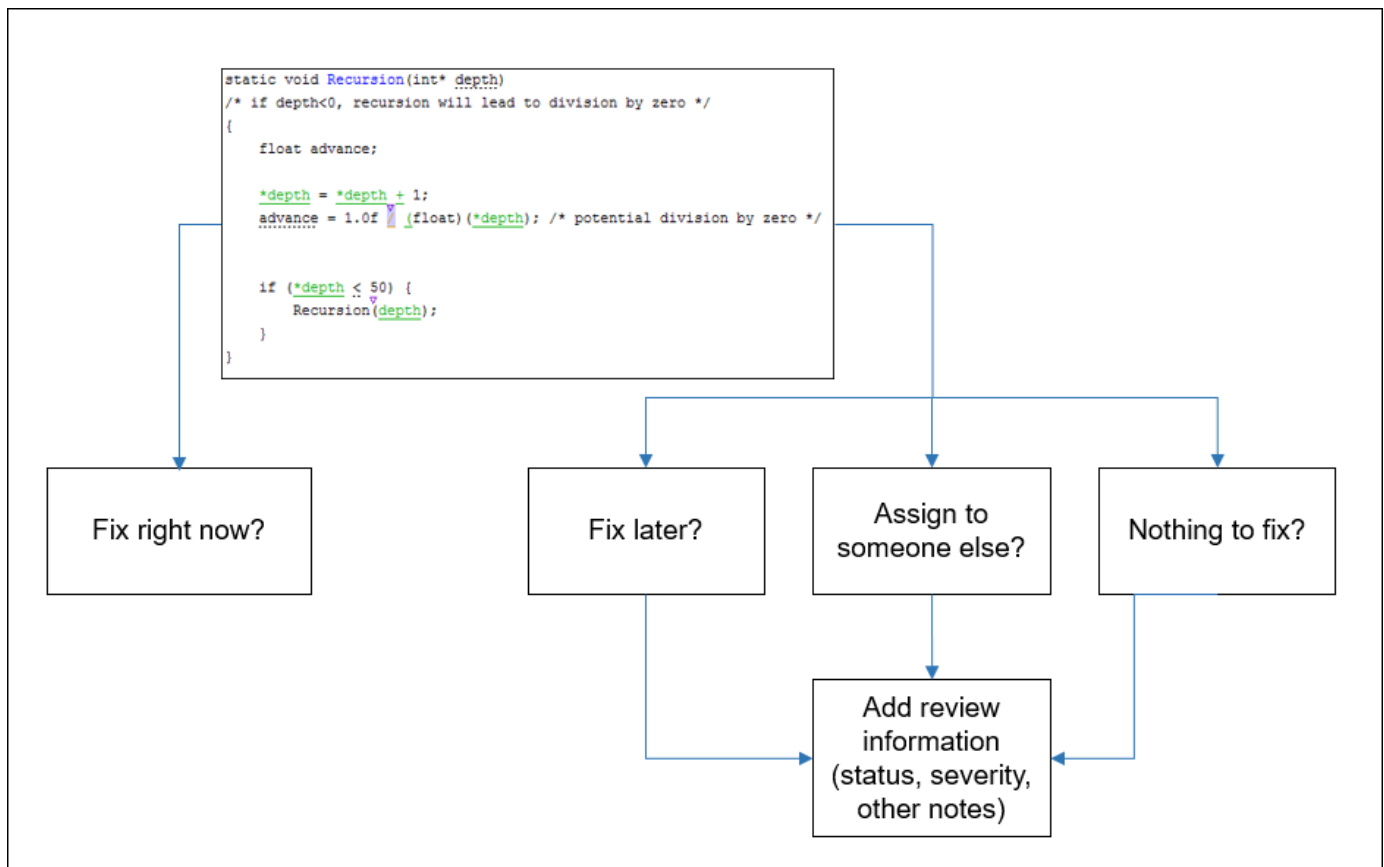 static void Recursion(int* depth)
/* if depth<0, recursion will lead to division by zero */
{
float advance;
*depth = *depth + 1;
advance = 1.0f / (float)(*depth); /* potential division by zero */
if (*depth < 50) {
Recursion(depth);
}
}
Fix right now?
Fix later?
Assign to
someone else?
Nothing to fix?
Add review
information
(status, severity,
other notes)